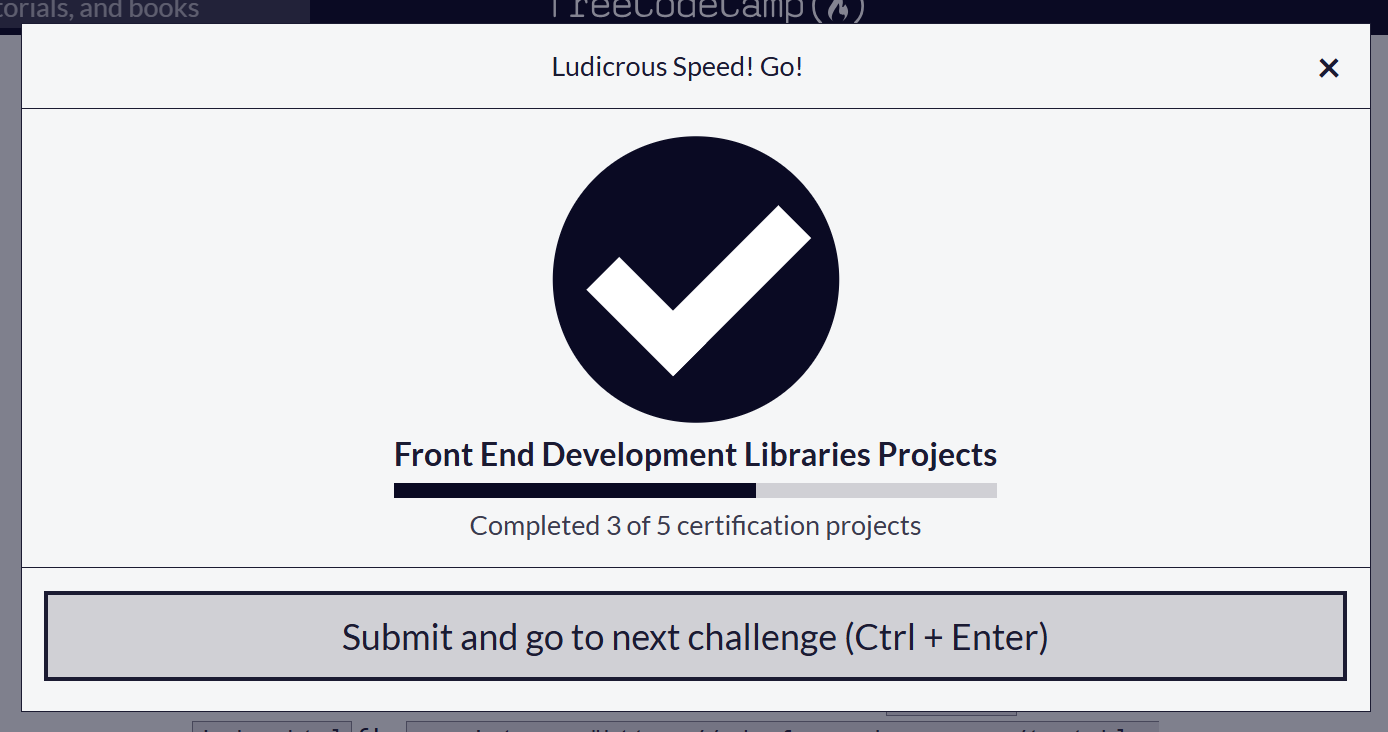 torials, and books
freeCodeCamp(
Ludicrous Speed! Go!
×
Front End Development Libraries Projects
Completed 3 of 5 certification projects
Submit and go to next challenge (Ctrl + Enter)